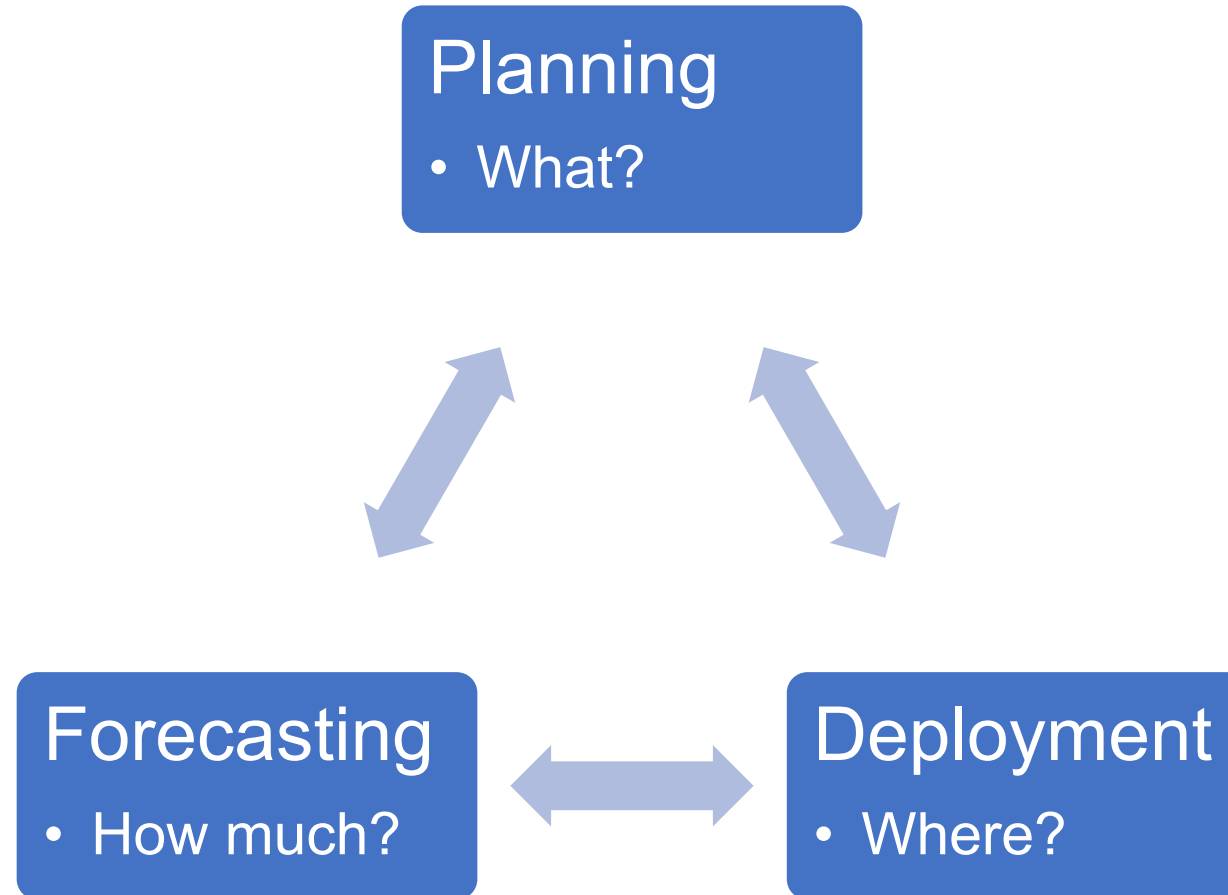 Planning
• What?
Forecasting
• How much?
Deployment
• Where?